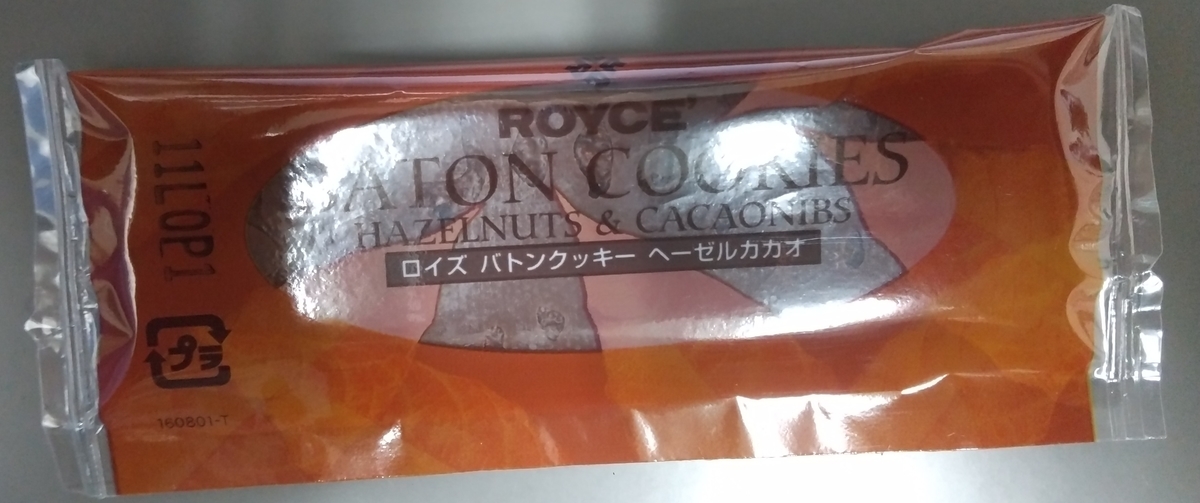 ROYCE'
BATON COOKIES
HAZELNUTS & CACAONIBS
ロイズ バトンクッキー ヘーゼルカカオ
プラ
160801-T